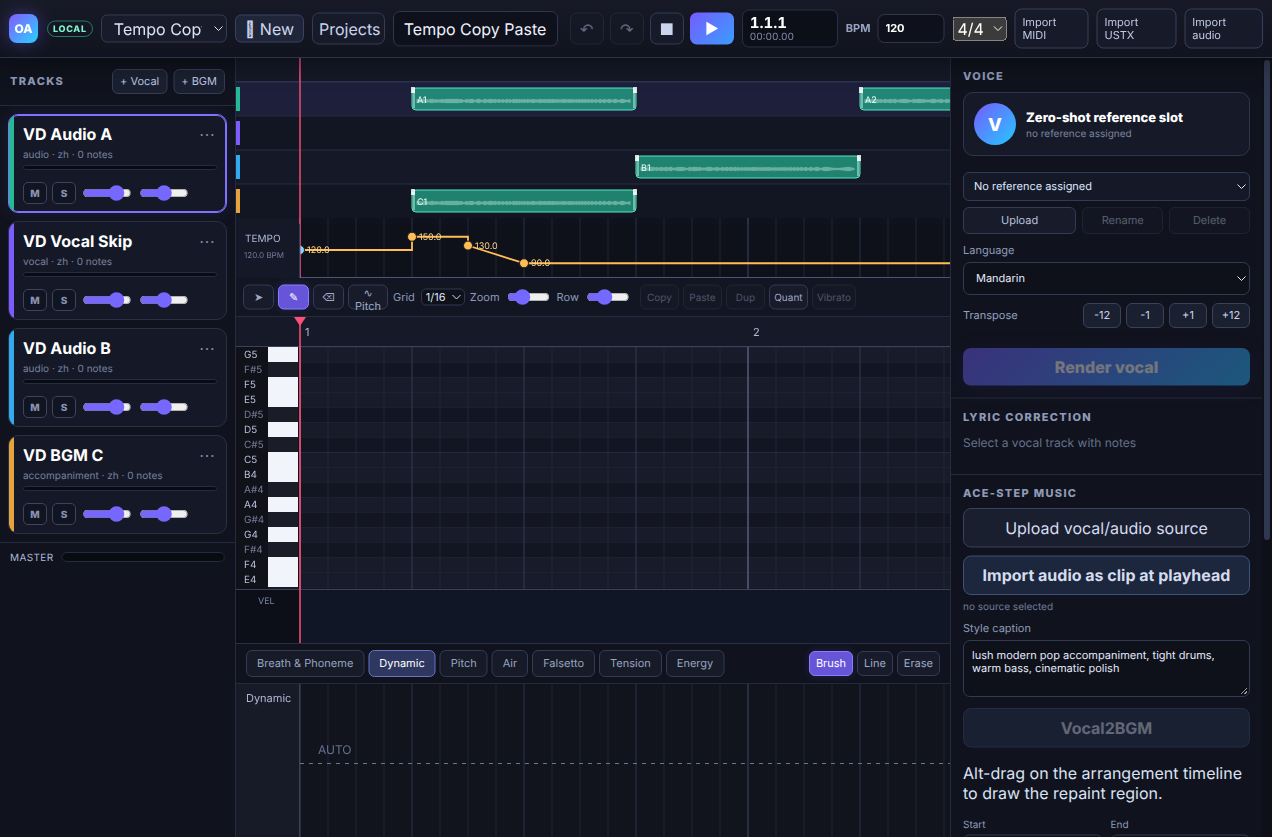 OA LOCAL Tempo Cop New Projects Tempo Copy Paste 1.1.1 BPM 120 4/4 Import MIDI Import USTX Import audio
00:00.00
TRACKS + Vocal + BGM
VD Audio A ...
audio · zh · 0 notes
M S
VD Vocal Skip ...
vocal · zh · 0 notes
M S
VD Audio B ...
audio · zh · 0 notes
M S
VD BGM C ...
accompaniment · zh · 0 notes
M S
MASTER
A1 A2
B1
C1
TEMPO
120.0 BPM
120.0 150.0 130.0 90.0
Pitch Grid 1/16 Zoom Row Copy Paste Dup Quant Vibrato
1 2
G5
F#5
F5
E5
D#5
D5
C#5
C5
B4
A#4
A4
G#4
G4
F#4
F4
E4
VEL
Breath & Phoneme Dynamic Pitch Air Falsetto Tension Energy Brush Line Erase
Dynamic
AUTO
VOICE
V Zero-shot reference slot
no reference assigned
No reference assigned
Upload Rename Delete
Language
Mandarin
Transpose -12 -1 +1 +12
Render vocal
LYRIC CORRECTION
Select a vocal track with notes
ACE-STEP MUSIC
Upload vocal/audio source
Import audio as clip at playhead
no source selected
Style caption
lush modern pop accompaniment, tight drums,
warm bass, cinematic polish
Vocal2BGM
Alt-drag on the arrangement timeline
to draw the repaint region.
Start End